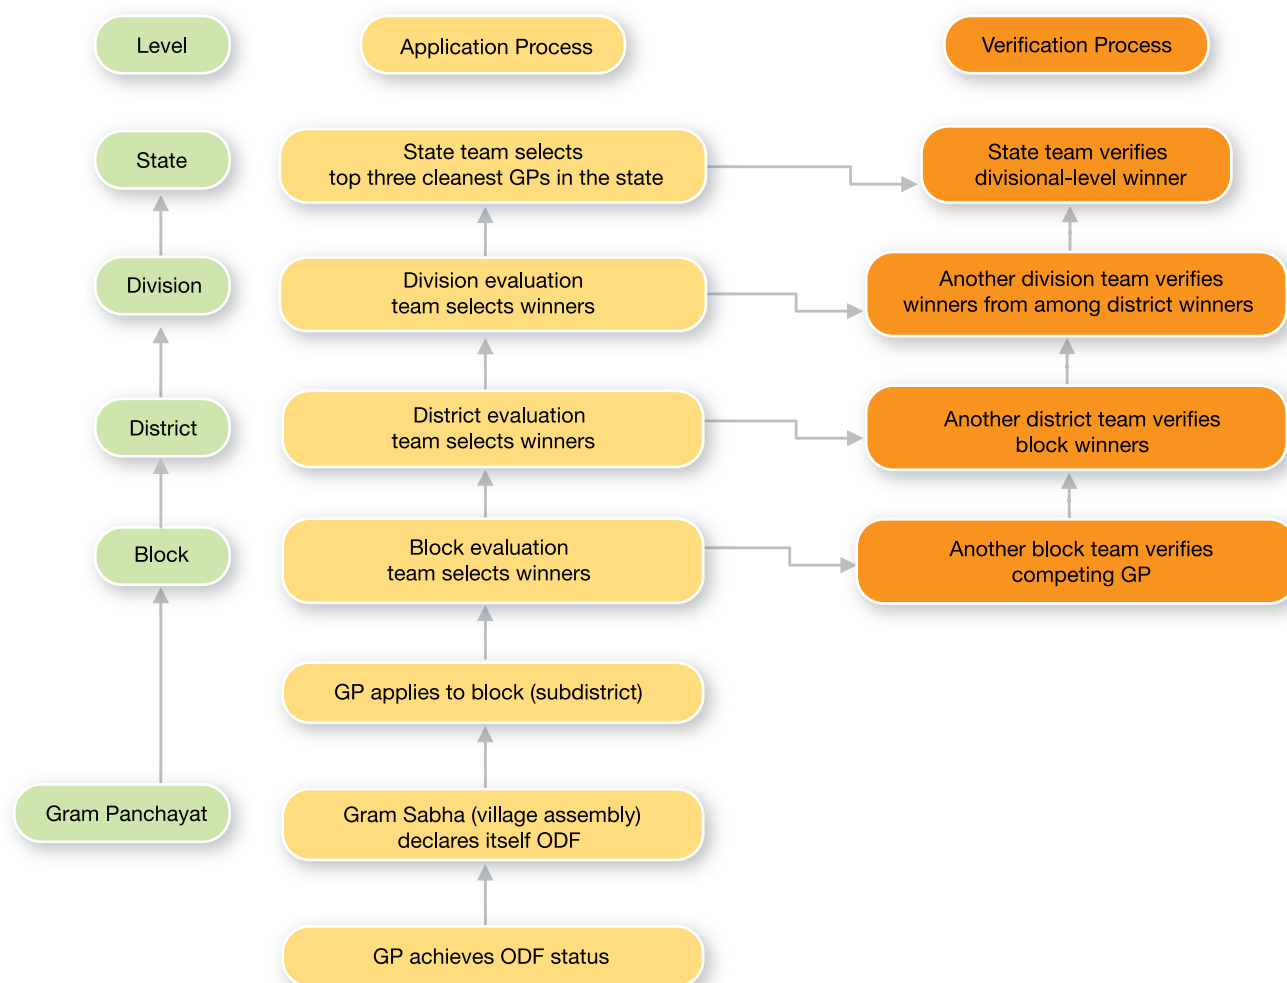 Level
Application Process
Verification Process
State
State team selects
top three cleanest GPs in the state
State team verifies
divisional-level winner
Division
Division evaluation
team selects winners
Another division team verifies
winners from among district winners
District
District evaluation
team selects winners
Another district team verifies
block winners
Block
Block evaluation
team selects winners
Another block team verifies
competing GP
GP applies to block (subdistrict)
Gram Panchayat
Gram Sabha (village assembly)
declares itself ODF
GP achieves ODF status